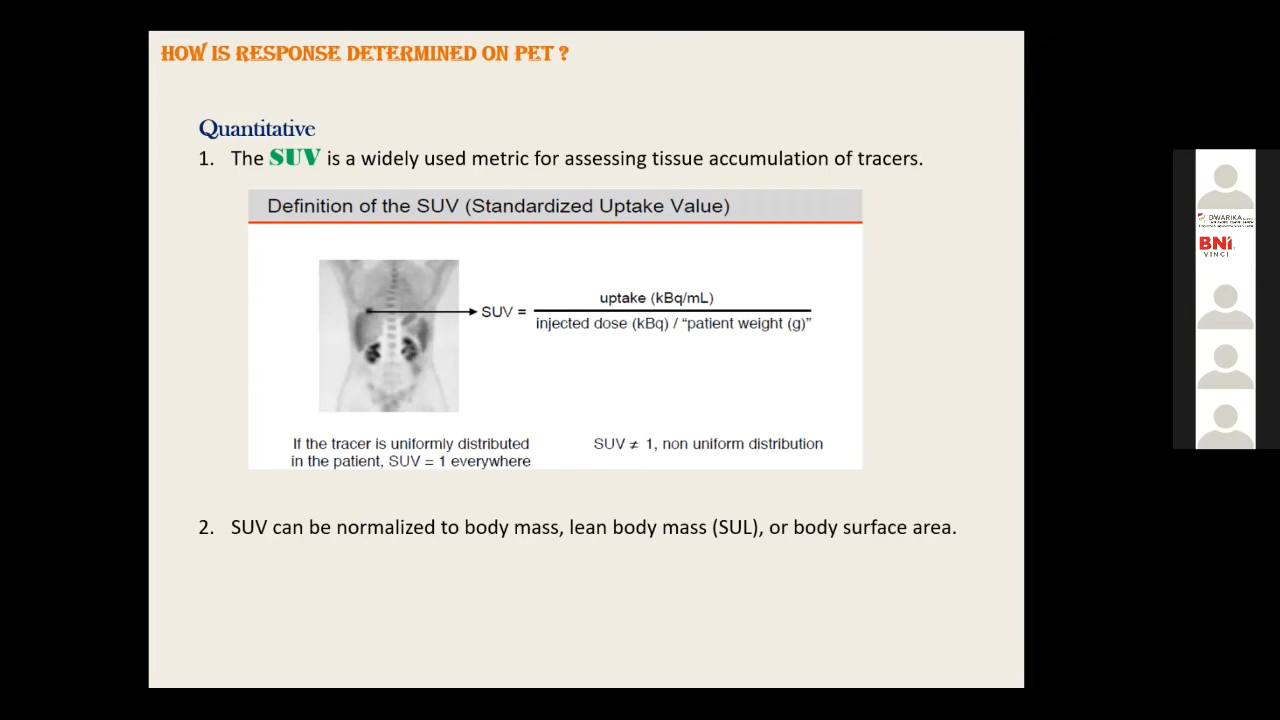 HOW IS RESPONSE DETERMINED ON PET ?
Quantitative
1. The SUV is a widely used metric for assessing tissue accumulation of tracers.
Definition of the SUV (Standardized Uptake Value)
SUV =
uptake (kBq/mL)
injected dose (kBq) / “patient weight (g)”
If the tracer is uniformly distributed
in the patient, SUV = 1 everywhere
SUV ≠ 1, non uniform distribution
2. SUV can be normalized to body mass, lean body mass (SUL), or body surface area.
DWARIKA
BNI
VINCI